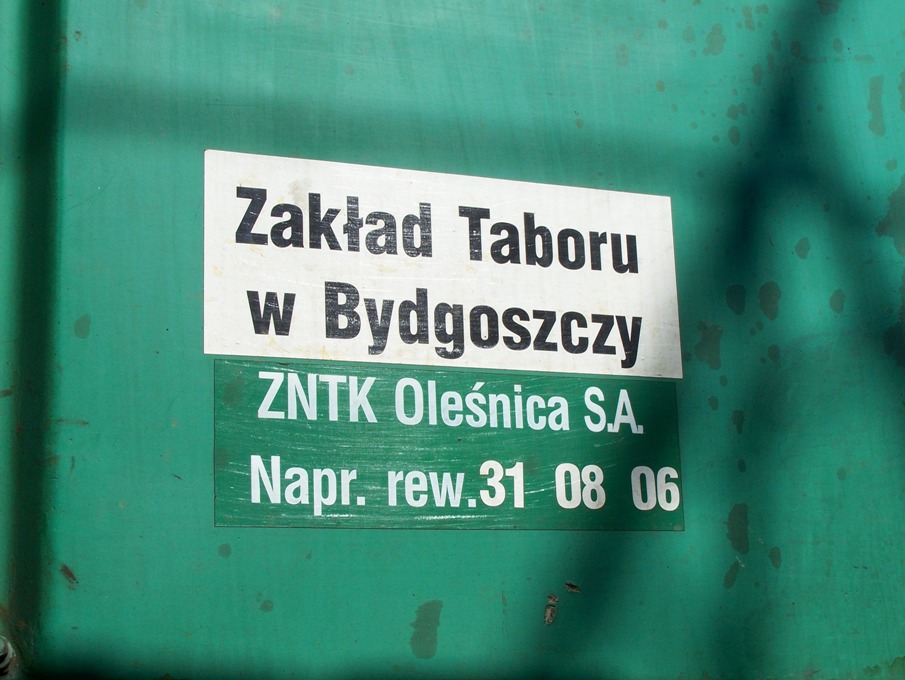 Zakład Taboru
w Bydgoszczy
ZNTK Oleśnica S.A.
Napr. rew. 31 08 06